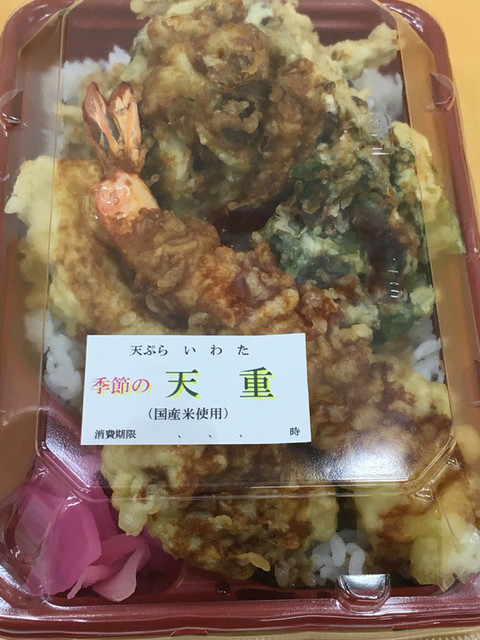 天ぷら いわた
季節の 天 重
（国産米使用）
消費期限 、 、 、 時